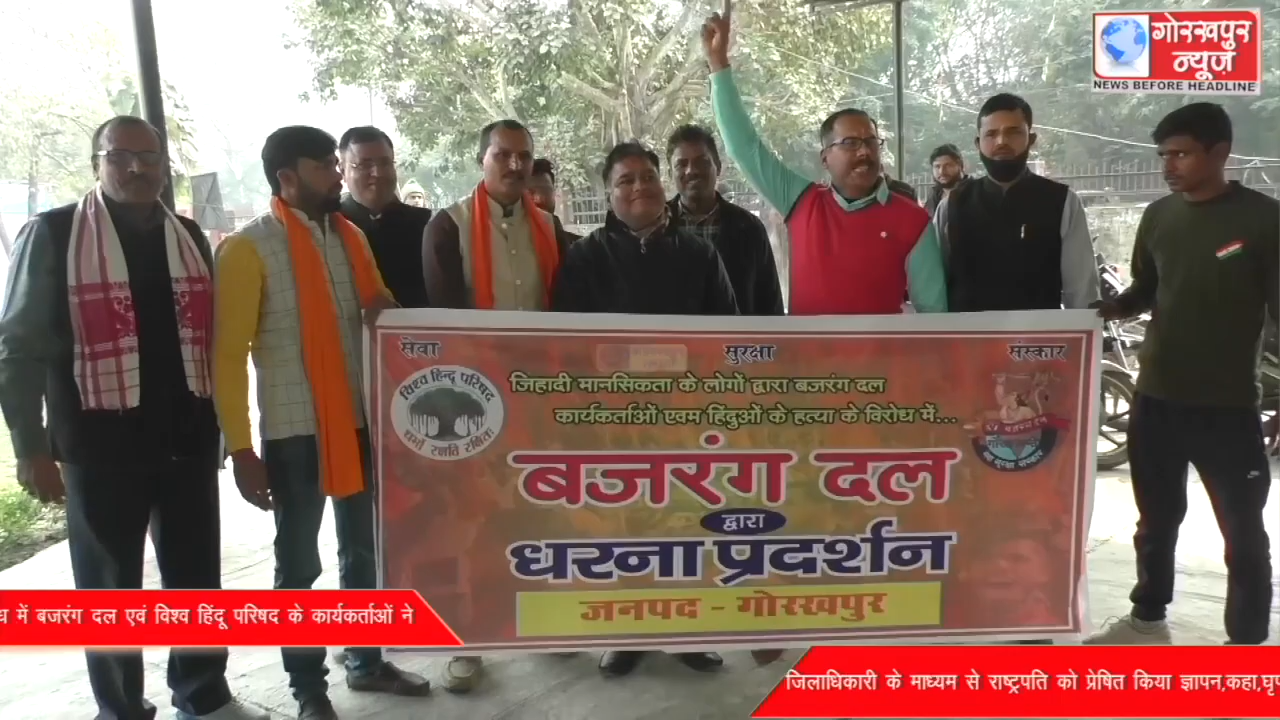 गोरखपुर
न्यूज़
NEWS BEFORE HEADLINE
सेवा सुरक्षा संस्कार
विश्व हिन्दू परिषद
धर्मो रक्षति रक्षितः
जिहादी मानसिकता के लोगों द्वारा बजरंग दल
कार्यकर्ताओं एवम हिंदुओं के हत्या के विरोध में...
बजरंग दल
द्वारा
धरना प्रदर्शन
जनपद - गोरखपुर
में बजरंग दल एवं विश्व हिंदू परिषद के कार्यकर्ताओं ने
जिलाधिकारी के माध्यम से राष्ट्रपति को प्रेषित किया ज्ञापन,कहा,